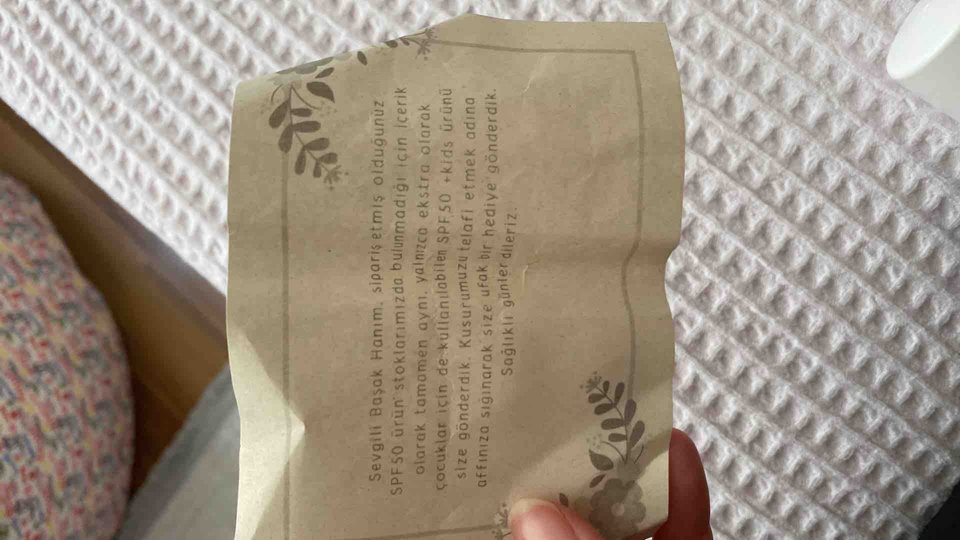 Sevgili Başak Hanım, sipariş etmiş olduğunuz
SPF50 ürün stoklarımızda bulunmadığı için içerik
olarak tamamen aynı, yalnızca ekstra olarak
çocuklar için de kullanılabilen SPF50 +kids ürünü
size gönderdik. Kusurumuzu telafi etmek adına
affınıza sığınarak size ufak bir hediye gönderdik.
Sağlıklı günler dileriz.